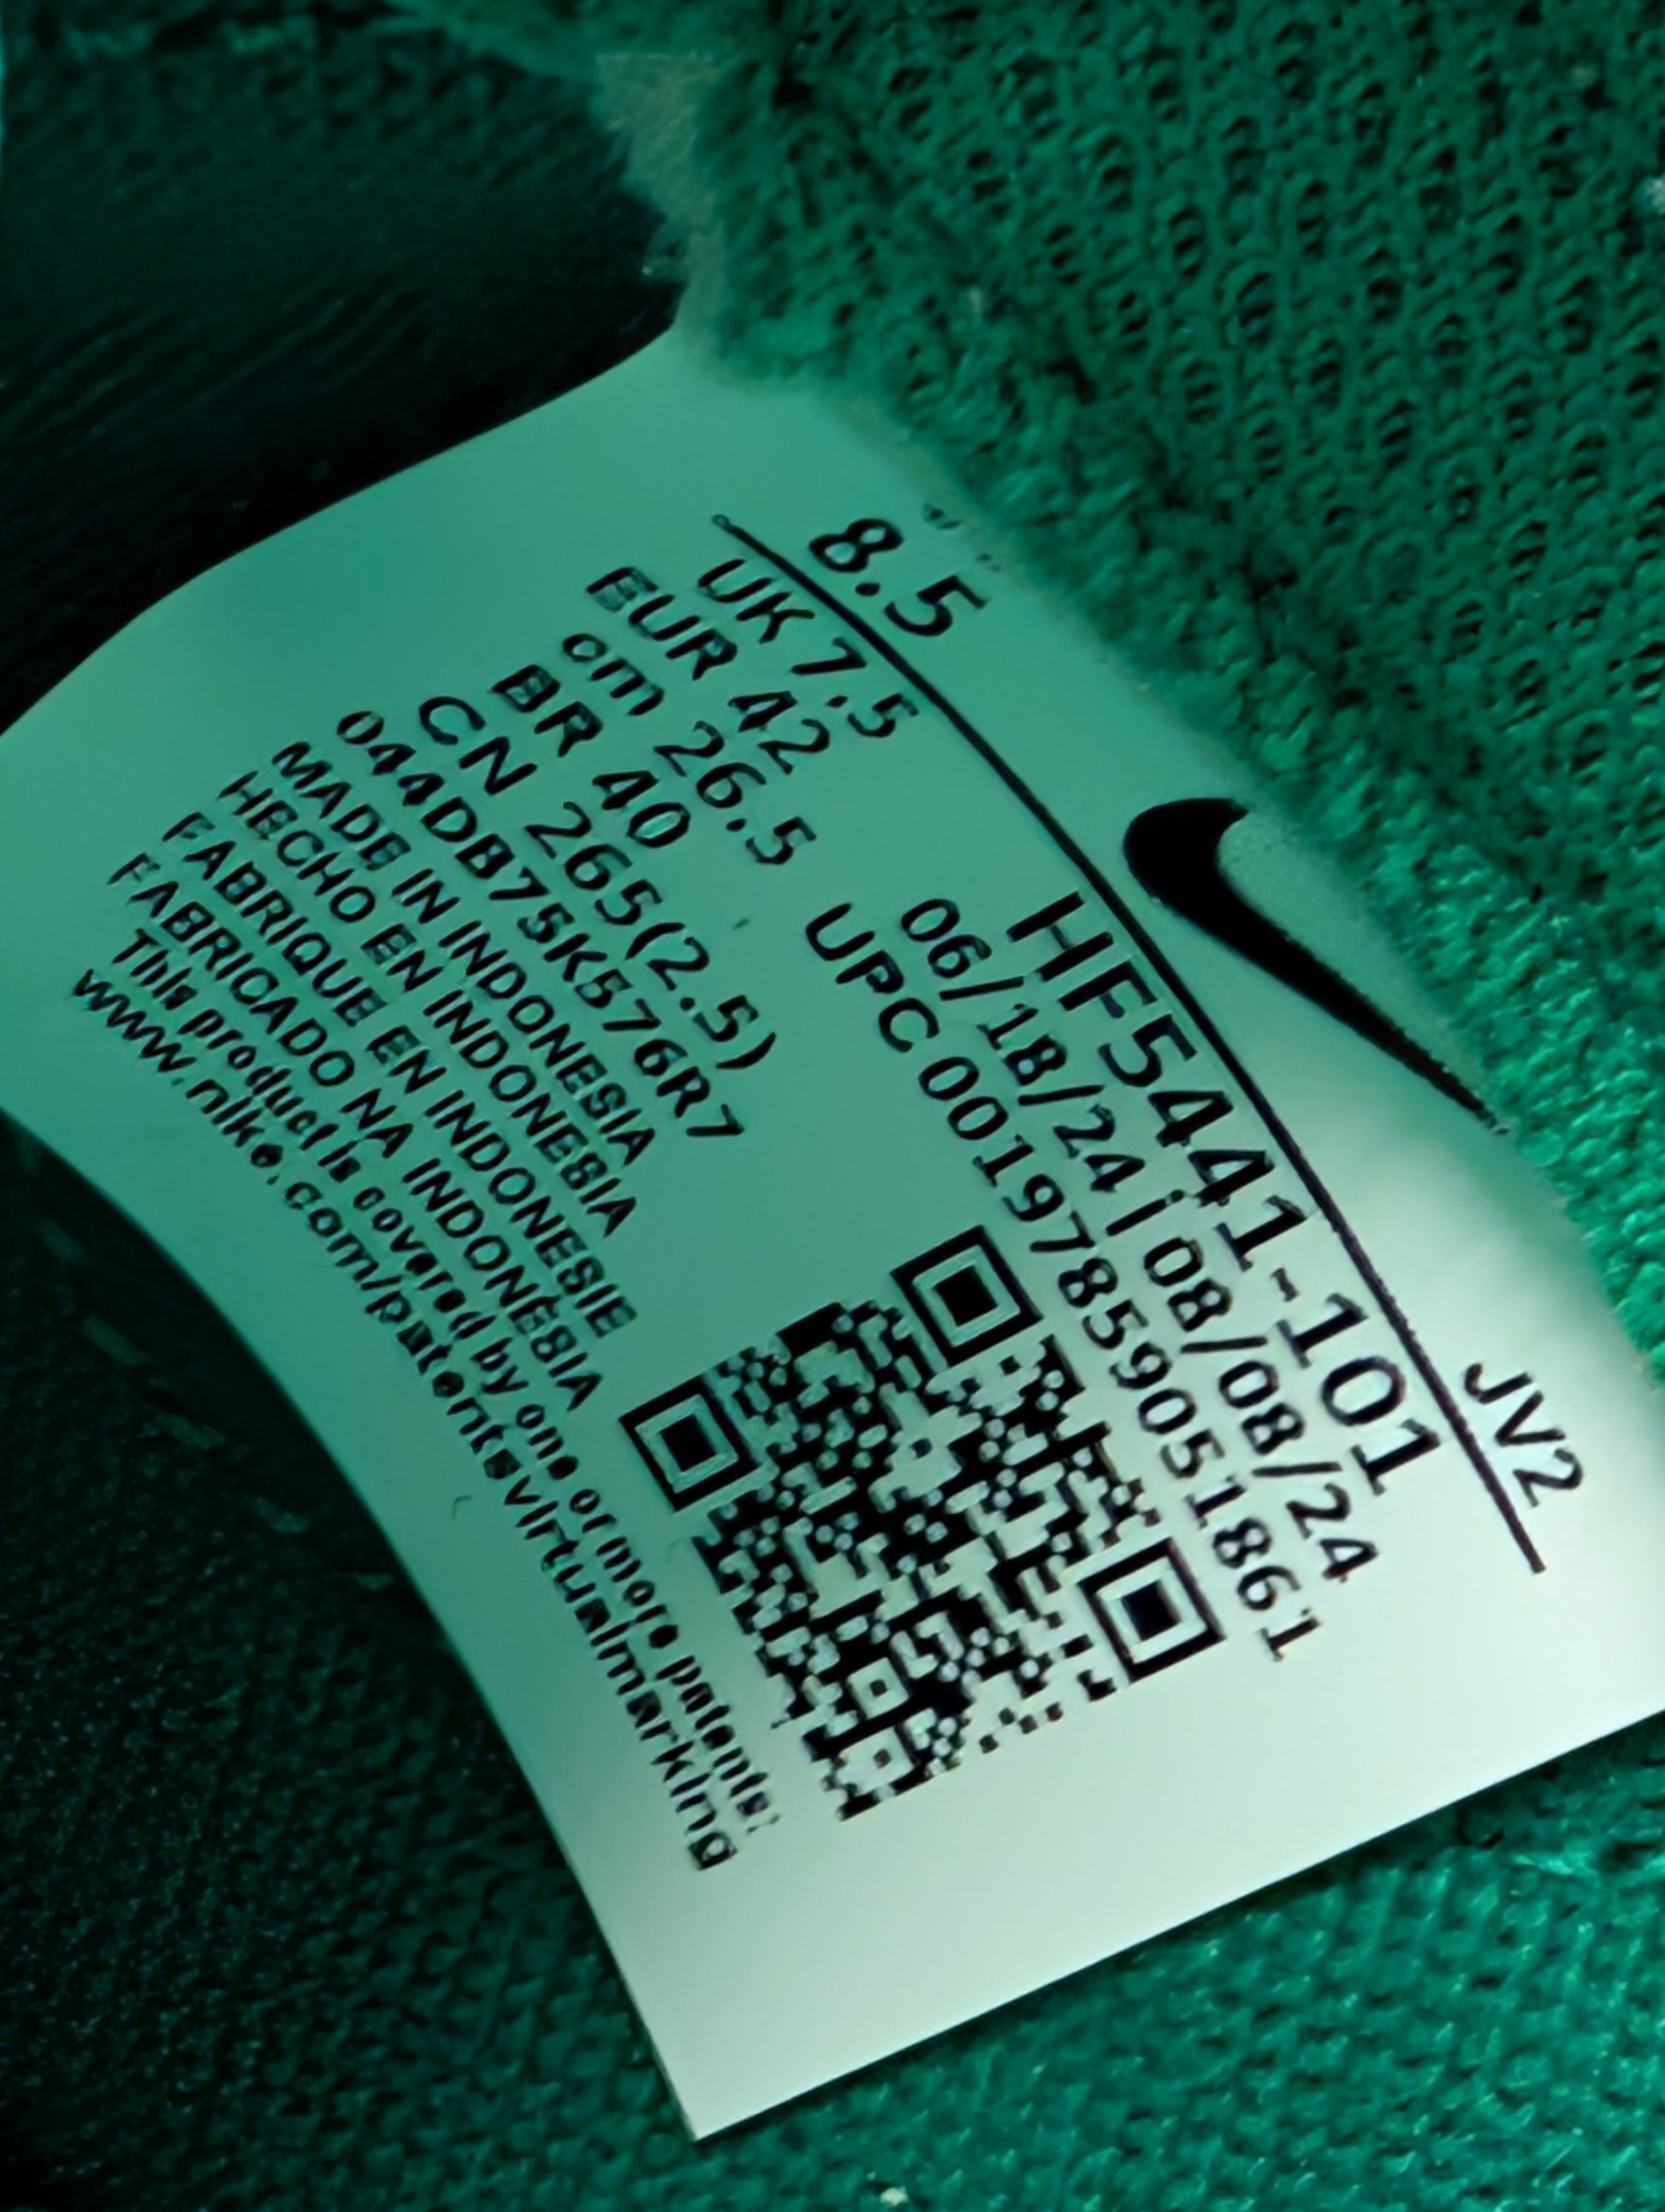 8.5
JV2
UK 7.5
EUR 42
cm 26.5
BR 40
CN 265(2.5)
HF5441-101
06/18/24 | 08/08/24
UPC 00197859051861
044DB75K576R7
MADE IN INDONESIA
HECHO EN INDONESIA
FABRIQUE EN INDONESIE
FABRICADO NA INDONÉSIA
This product is covered by one or more patents:
www.nike.com/patentsvirtualmarking